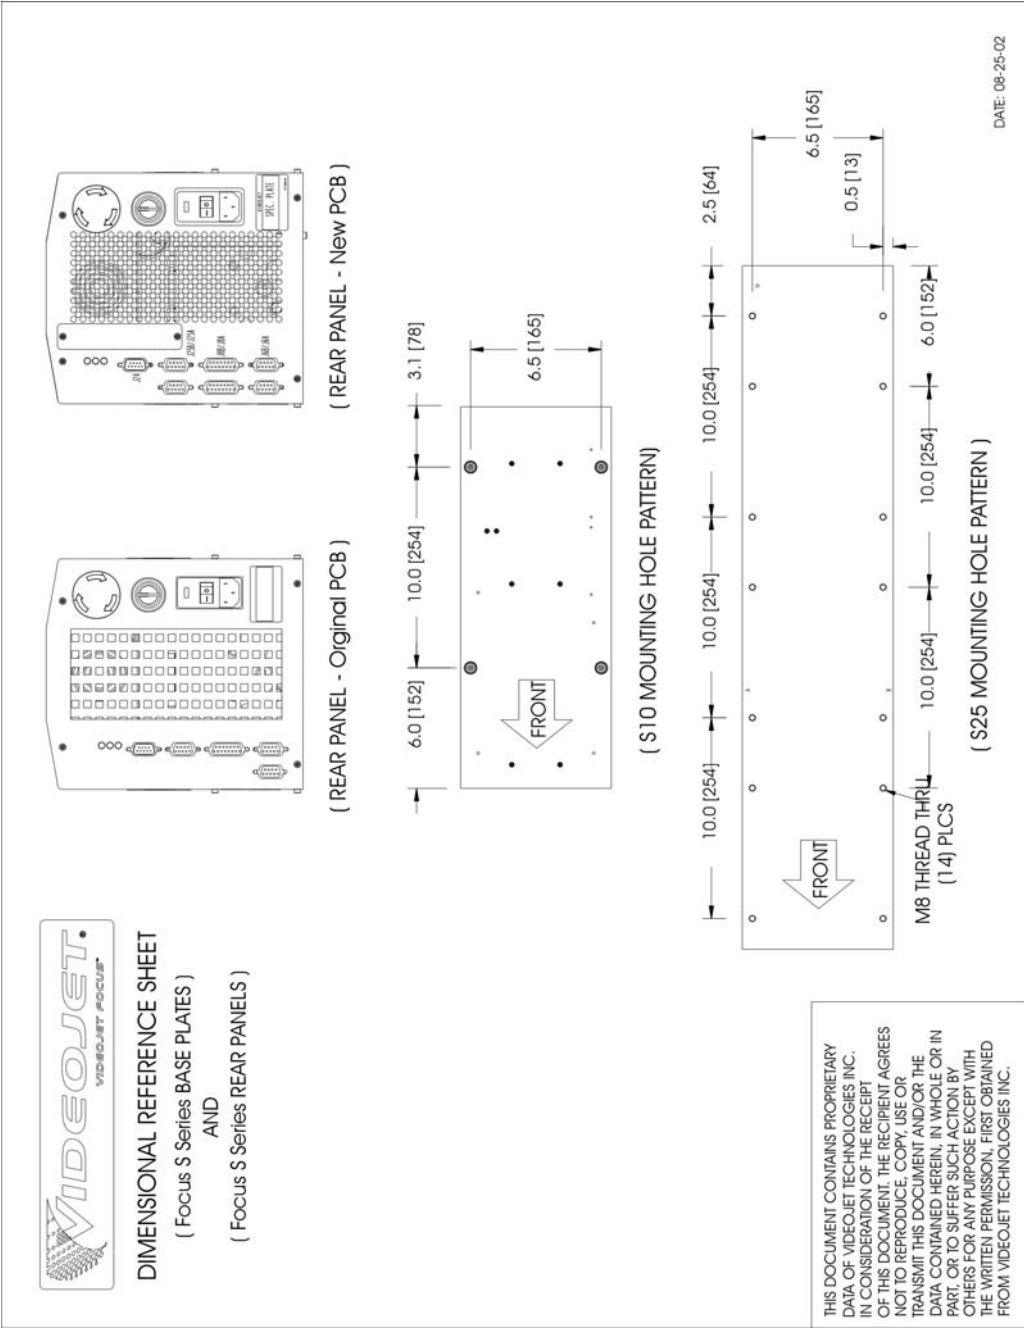 VIDEOJET
VIDEOJET FOCUS™
DIMENSIONAL REFERENCE SHEET
( Focus S Series BASE PLATES )
AND
( Focus S Series REAR PANELS )
( REAR PANEL - Orginal PCB )
SPEC. PLATE
J24
J25B/J25A
J6B/J6A
( REAR PANEL - New PCB )
6.0 [152]
10.0 [254]
3.1 [78]
6.5 [165]
FRONT
( S10 MOUNTING HOLE PATTERN)
10.0 [254]
10.0 [254]
10.0 [254]
2.5 [64]
6.5 [165]
0.5 [13]
FRONT
M8 THREAD THRU
(14) PLCS
10.0 [254]
10.0 [254]
6.0 [152]
( S25 MOUNTING HOLE PATTERN )
THIS DOCUMENT CONTAINS PROPRIETARY
DATA OF VIDEOJET TECHNOLOGIES INC.
IN CONSIDERATION OF THE RECEIPT
OF THIS DOCUMENT, THE RECIPIENT AGREES
NOT TO REPRODUCE, COPY, USE OR
TRANSMIT THIS DOCUMENT AND/OR THE
DATA CONTAINED HEREIN, IN WHOLE OR IN
PART, OR TO SUFFER SUCH ACTION BY
OTHERS FOR ANY PURPOSE EXCEPT WITH
THE WRITTEN PERMISSION, FIRST OBTAINED
FROM VIDEOJET TECHNOLOGIES INC.
DATE: 08-25-02